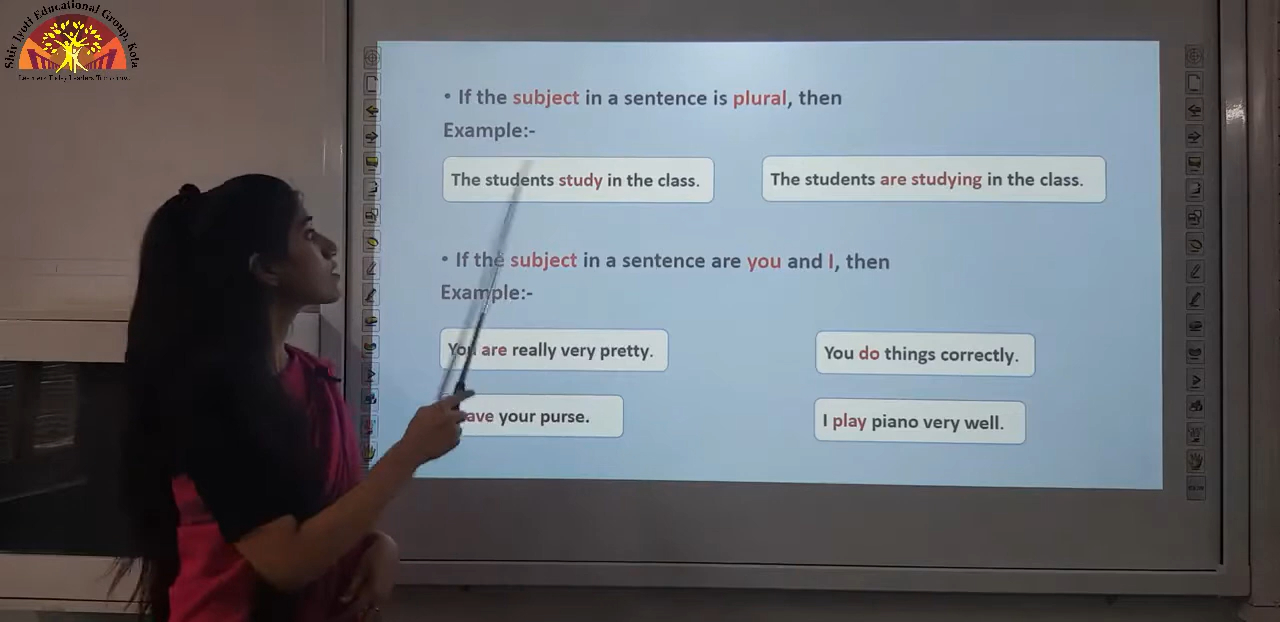 Shiv Jyoti Educational Group, Kota
• If the subject in a sentence is plural, then
Example:-
The students study in the class.
The students are studying in the class.
• If the subject in a sentence are you and I, then
Example:-
You are really very pretty.
You do things correctly.
ave your purse.
I play piano very well.